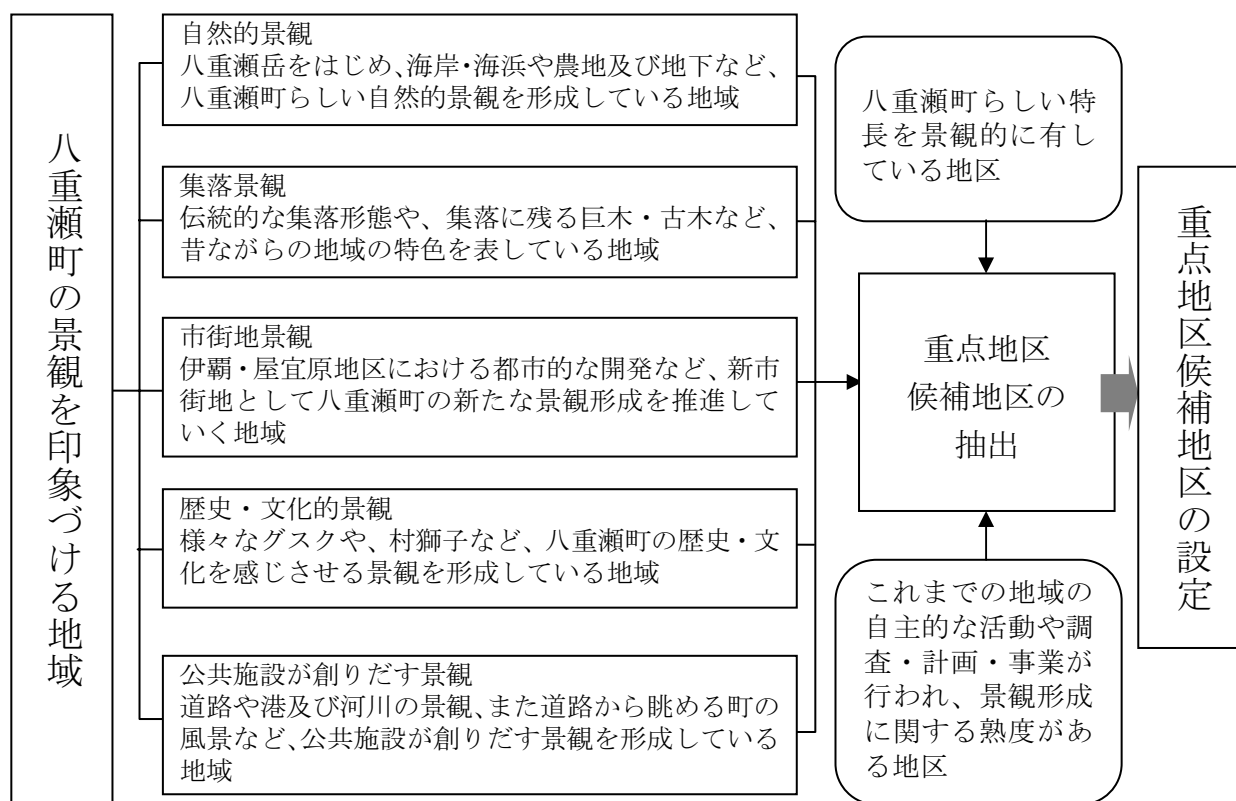 八重瀬町の景観を印象づける地域
自然的景観
八重瀬岳をはじめ、海岸・海浜や農地及び地下など、
八重瀬町らしい自然的景観を形成している地域
集落景観
伝統的な集落形態や、集落に残る巨木・古木など、
昔ながらの地域の特色を表している地域
市街地景観
伊覇・屋宜原地区における都市的な開発など、新市
街地として八重瀬町の新たな景観形成を推進して
いく地域
歴史・文化的景観
様々なグスクや、村獅子など、八重瀬町の歴史・文
化を感じさせる景観を形成している地域
公共施設が創りだす景観
道路や港及び河川の景観、また道路から眺める町の
風景など、公共施設が創りだす景観を形成している
地域
八重瀬町らしい特
長を景観的に有し
ている地区
重点地区
候補地区の
抽出
これまでの地域の
自主的な活動や調
査・計画・事業が
行われ、景観形成
に関する熟度があ
る地区
重点地区候補地区の設定